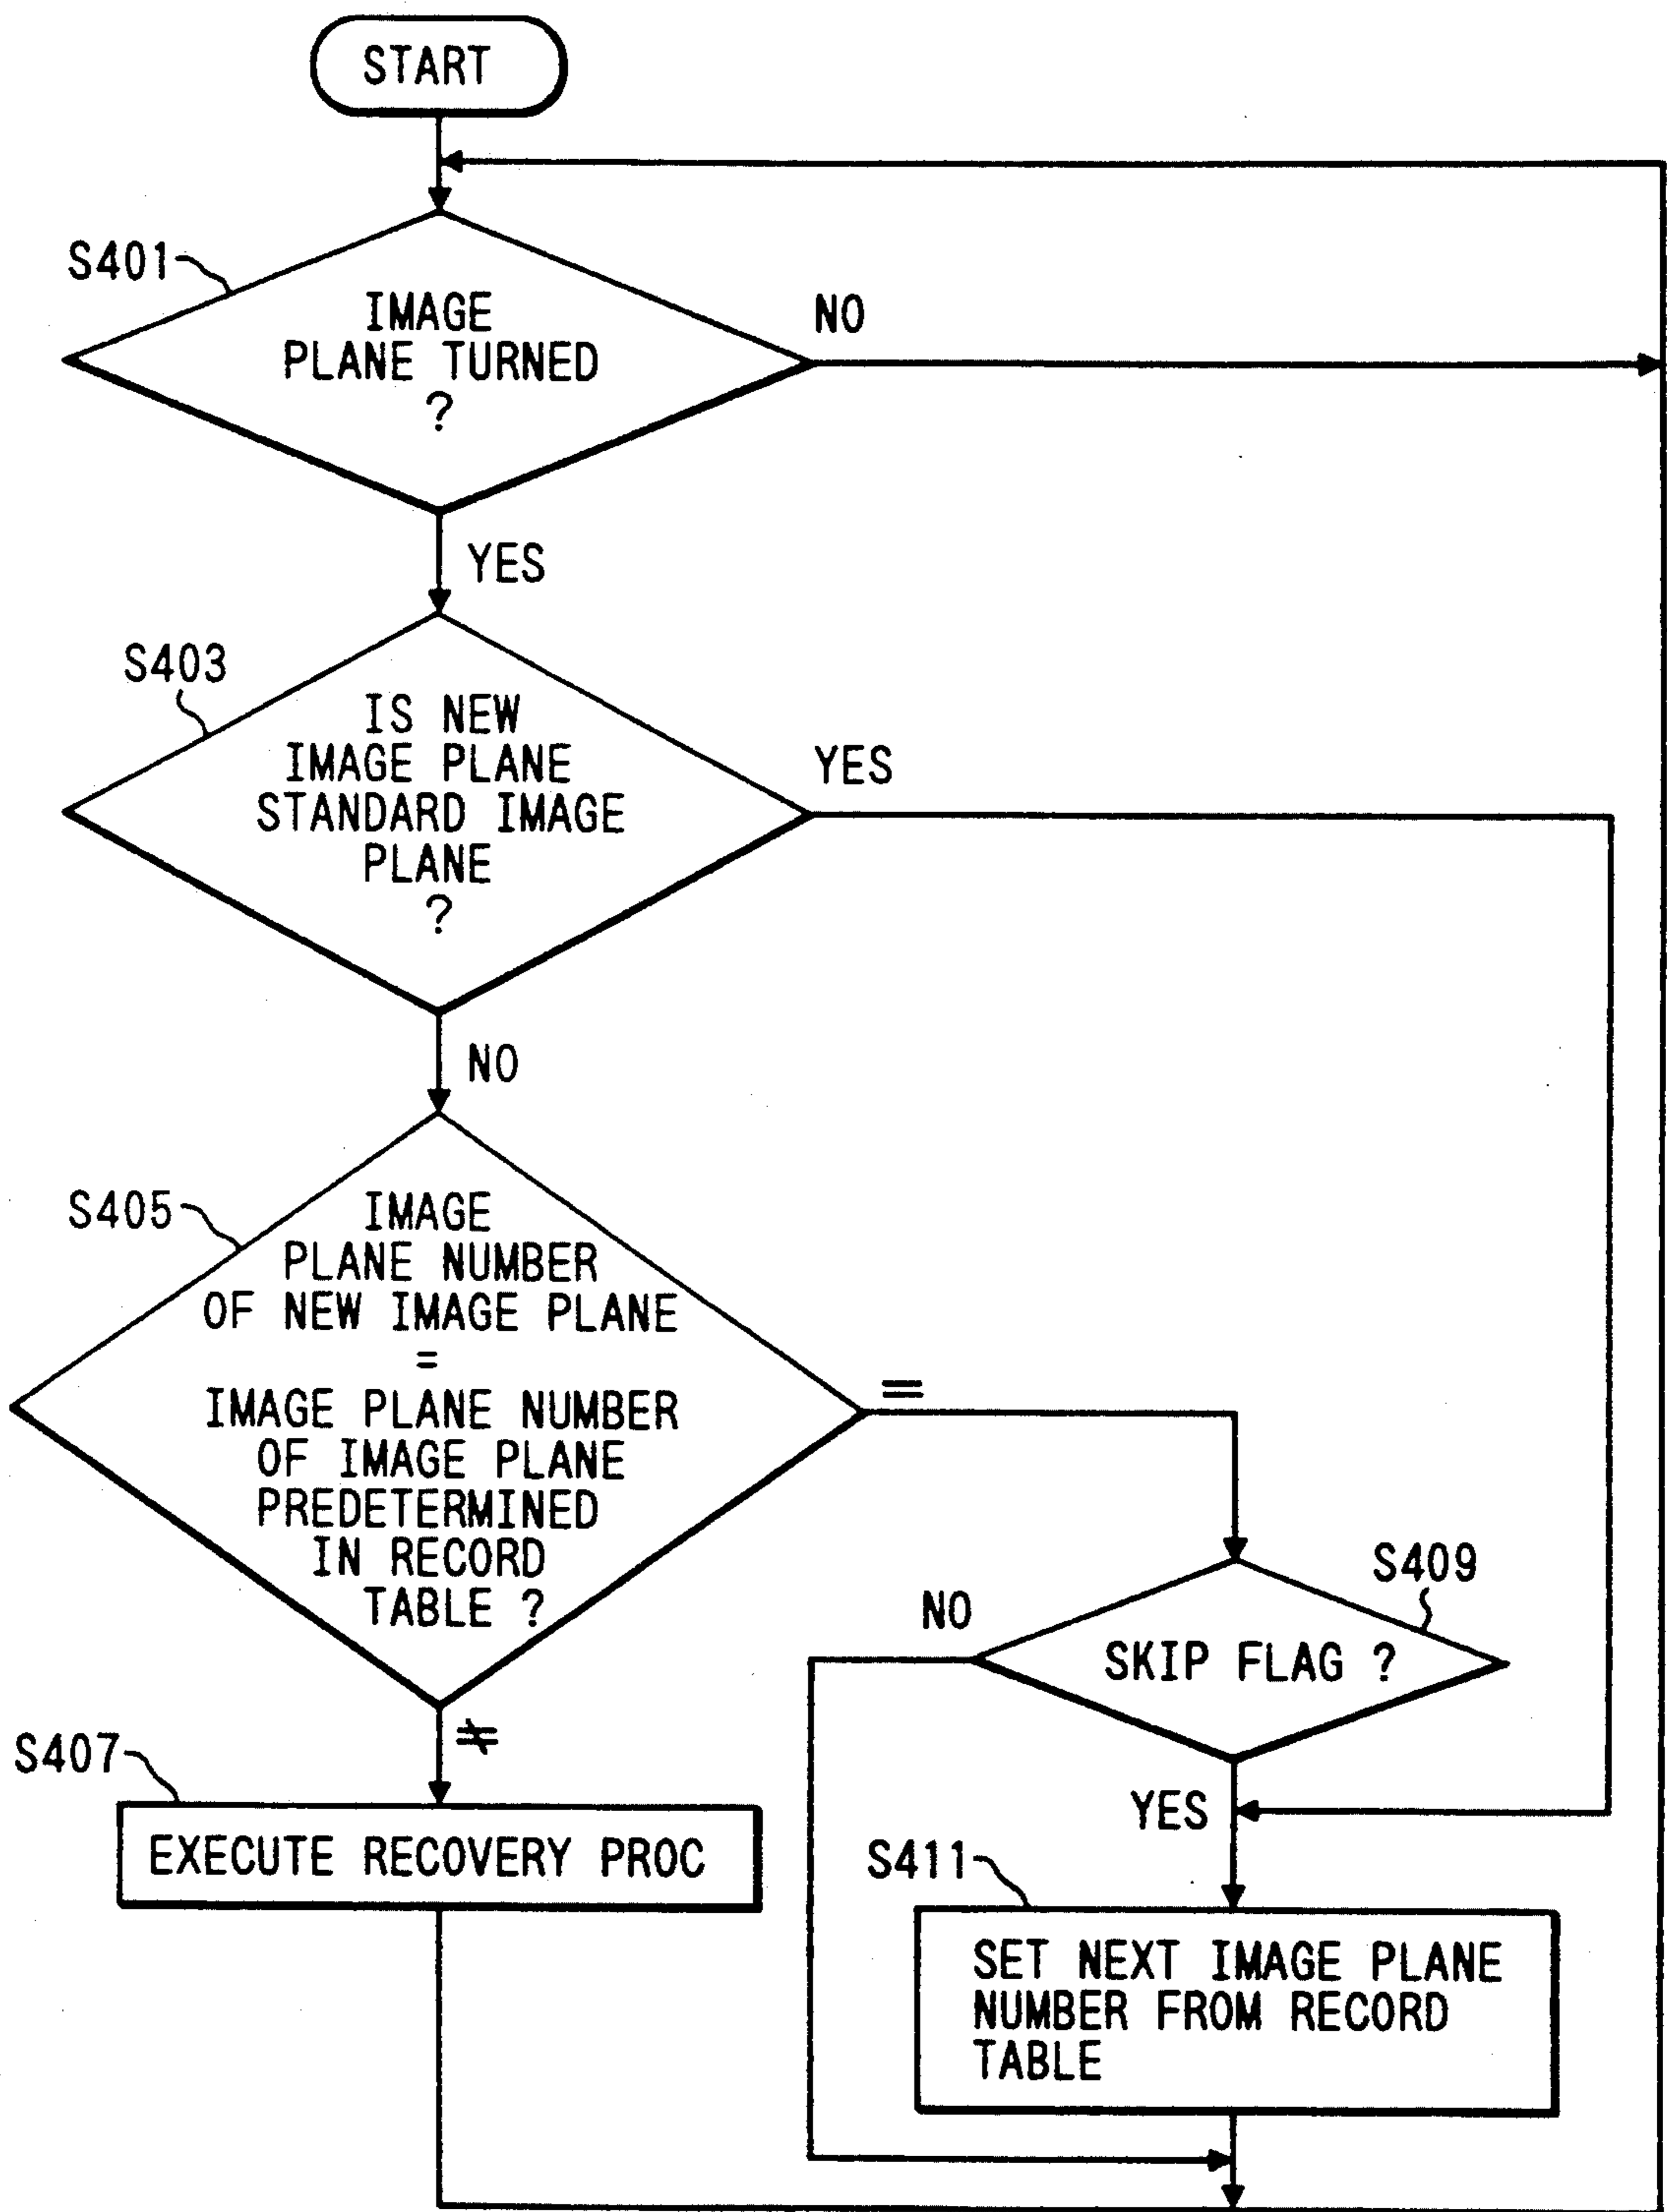 START
S401
IMAGE
PLANE TURNED
?
NO
YES
S403
IS NEW
IMAGE PLANE
STANDARD IMAGE
PLANE
?
YES
NO
S405
IMAGE
PLANE NUMBER
OF NEW IMAGE PLANE
=
IMAGE PLANE NUMBER
OF IMAGE PLANE
PREDETERMINED
IN RECORD
TABLE ?
=
≠
S407
EXECUTE RECOVERY PROC
S409
NO
SKIP FLAG ?
YES
S411
SET NEXT IMAGE PLANE
NUMBER FROM RECORD
TABLE